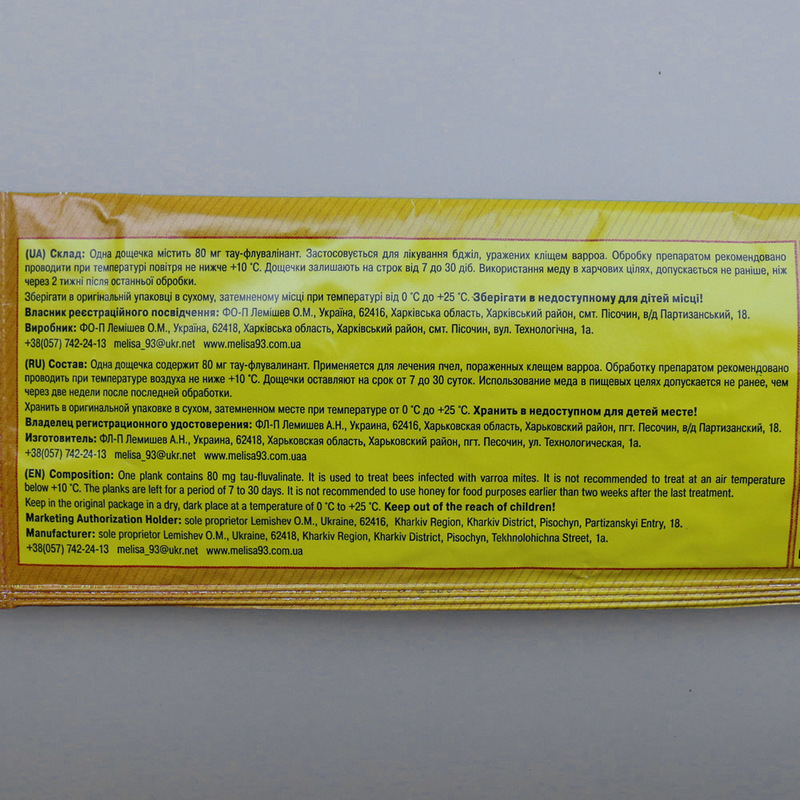 (UA) Склад: Одна дощечка містить 80 мг тау-флувалінант. Застосовується для лікування бджіл, уражених кліщем варроа. Обробку препаратом рекомендовано
проводити при температурі повітря не нижче +10 °С. Дощечки залишають на строк від 7 до 30 діб. Використання меду в харчових цілях, допускається не раніше, ніж
через 2 тижні після останньої обробки.
Зберігати в оригінальній упаковці в сухому, затемненому місці при температурі від 0 °С до +25 °С. Зберігати в недоступному для дітей місці!
Власник реєстраційного посвідчення: ФО-П Лемішев О.М., Україна, 62416, Харківська область, Харківський район, смт. Пісочин, в/д Партизанський, 18.
Виробник: ФО-П Лемішев О.М., Україна, 62418, Харківська область, Харківський район, смт. Пісочин, вул. Технологічна, 1а.
+38(057) 742-24-13 melisa_93@ukr.net www.melisa93.com.ua
(RU) Состав: Одна дощечка содержит 80 мг тау-флувалинант. Применяется для лечения пчел, пораженных клещем варроа. Обработку препаратом рекомендовано
проводить при температуре воздуха не ниже +10 °С. Дощечки оставляют на срок от 7 до 30 суток. Использование меда в пищевых целях допускается не ранее, чем
через две недели после последней обработки.
Хранить в оригинальной упаковке в сухом, затемненном месте при температуре от 0 °С до +25 °С. Хранить в недоступном для детей месте!
Владелец регистрационного удостоверения: ФЛ-П Лемишев А.Н., Украина, 62416, Харьковская область, Харьковский район, пгт. Песочин, в/д Партизанский, 18.
Изготовитель: ФЛ-П Лемишев А.Н., Украина, 62418, Харьковская область, Харьковский район, пгт. Песочин, ул. Технологическая, 1а.
+38(057) 742-24-13 melisa_93@ukr.net www.melisa93.com.uaa
(EN) Composition: One plank contains 80 mg tau-fluvalinate. It is used to treat bees infected with varroa mites. It is not recommended to treat at an air temperature
below +10 °C. The planks are left for a period of 7 to 30 days. It is not recommended to use honey for food purposes earlier than two weeks after the last treatment.
Keep in the original package in a dry, dark place at a temperature of 0 °C to +25 °C. Keep out of the reach of children!
Marketing Authorization Holder: sole proprietor Lemishev O.M., Ukraine, 62416, Kharkiv Region, Kharkiv District, Pisochyn, Partizanskyi Entry, 18.
Manufacturer: sole proprietor Lemishev O.M., Ukraine, 62418, Kharkiv Region, Kharkiv District, Pisochyn, Tekhnolohichna Street, 1a.
+38(057) 742-24-13 melisa_93@ukr.net www.melisa93.com.ua